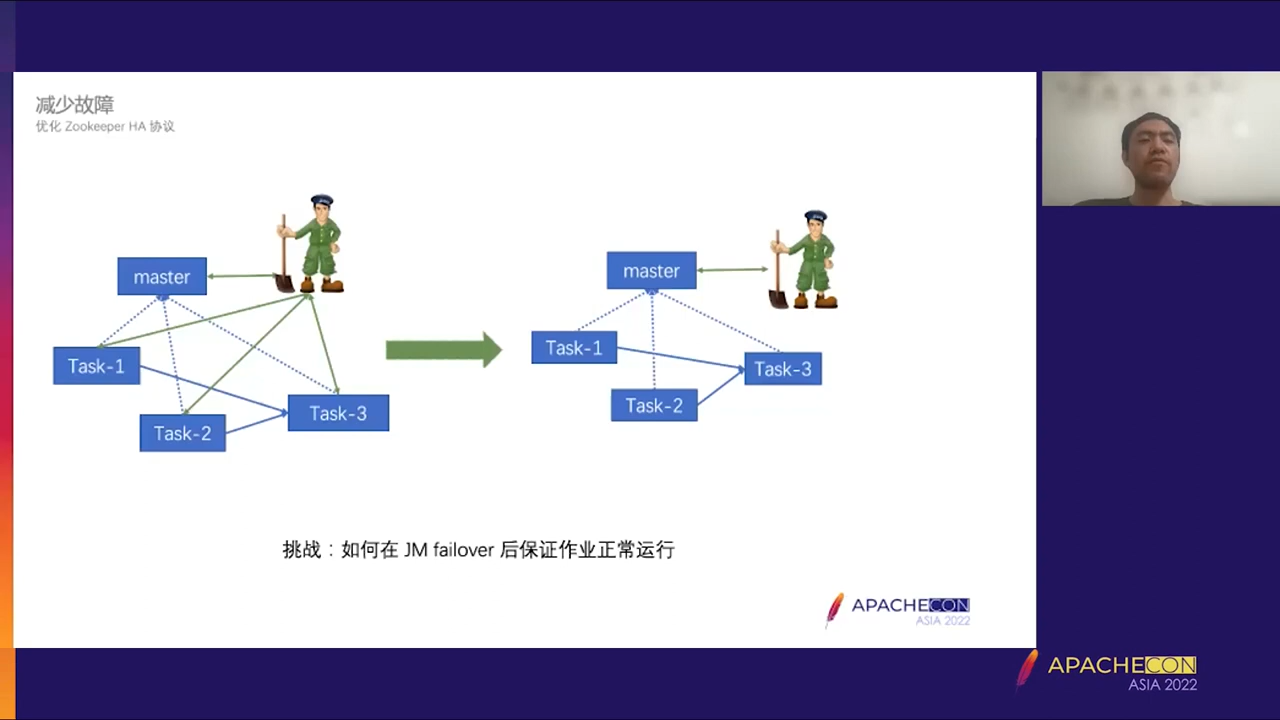 减少故障
优化 Zookeeper HA 协议
master
Task-1
Task-2
Task-3
master
Task-1
Task-2
Task-3
挑战：如何在 JM failover 后保证作业正常运行
APACHECON
ASIA 2022
APACHECON
ASIA 2022